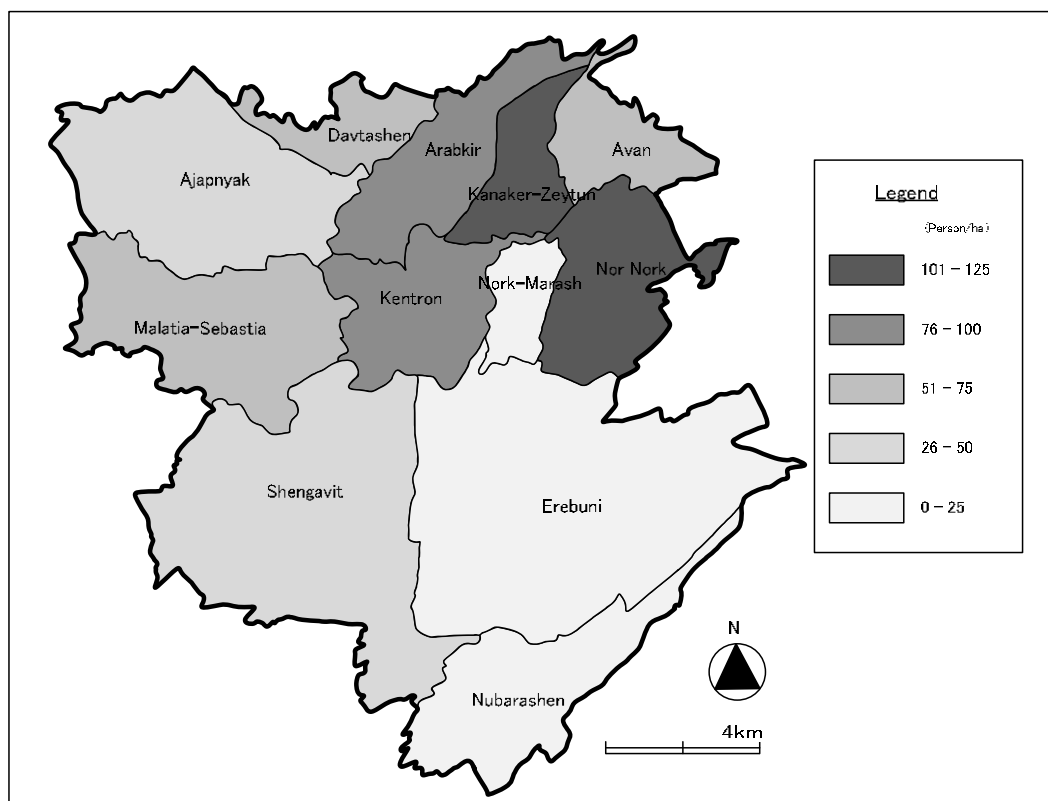 Davtashen
Arabkir
Avan
Ajapnyak
Kanaker-Zeytun
Nor Nork
Nork-Marash
Kentron
Malatia-Sebastia
Shengavit
Erebuni
Nubarashen
Legend
(Person/ha)
101 - 125
76 - 100
51 - 75
26 - 50
0 - 25
N
4km